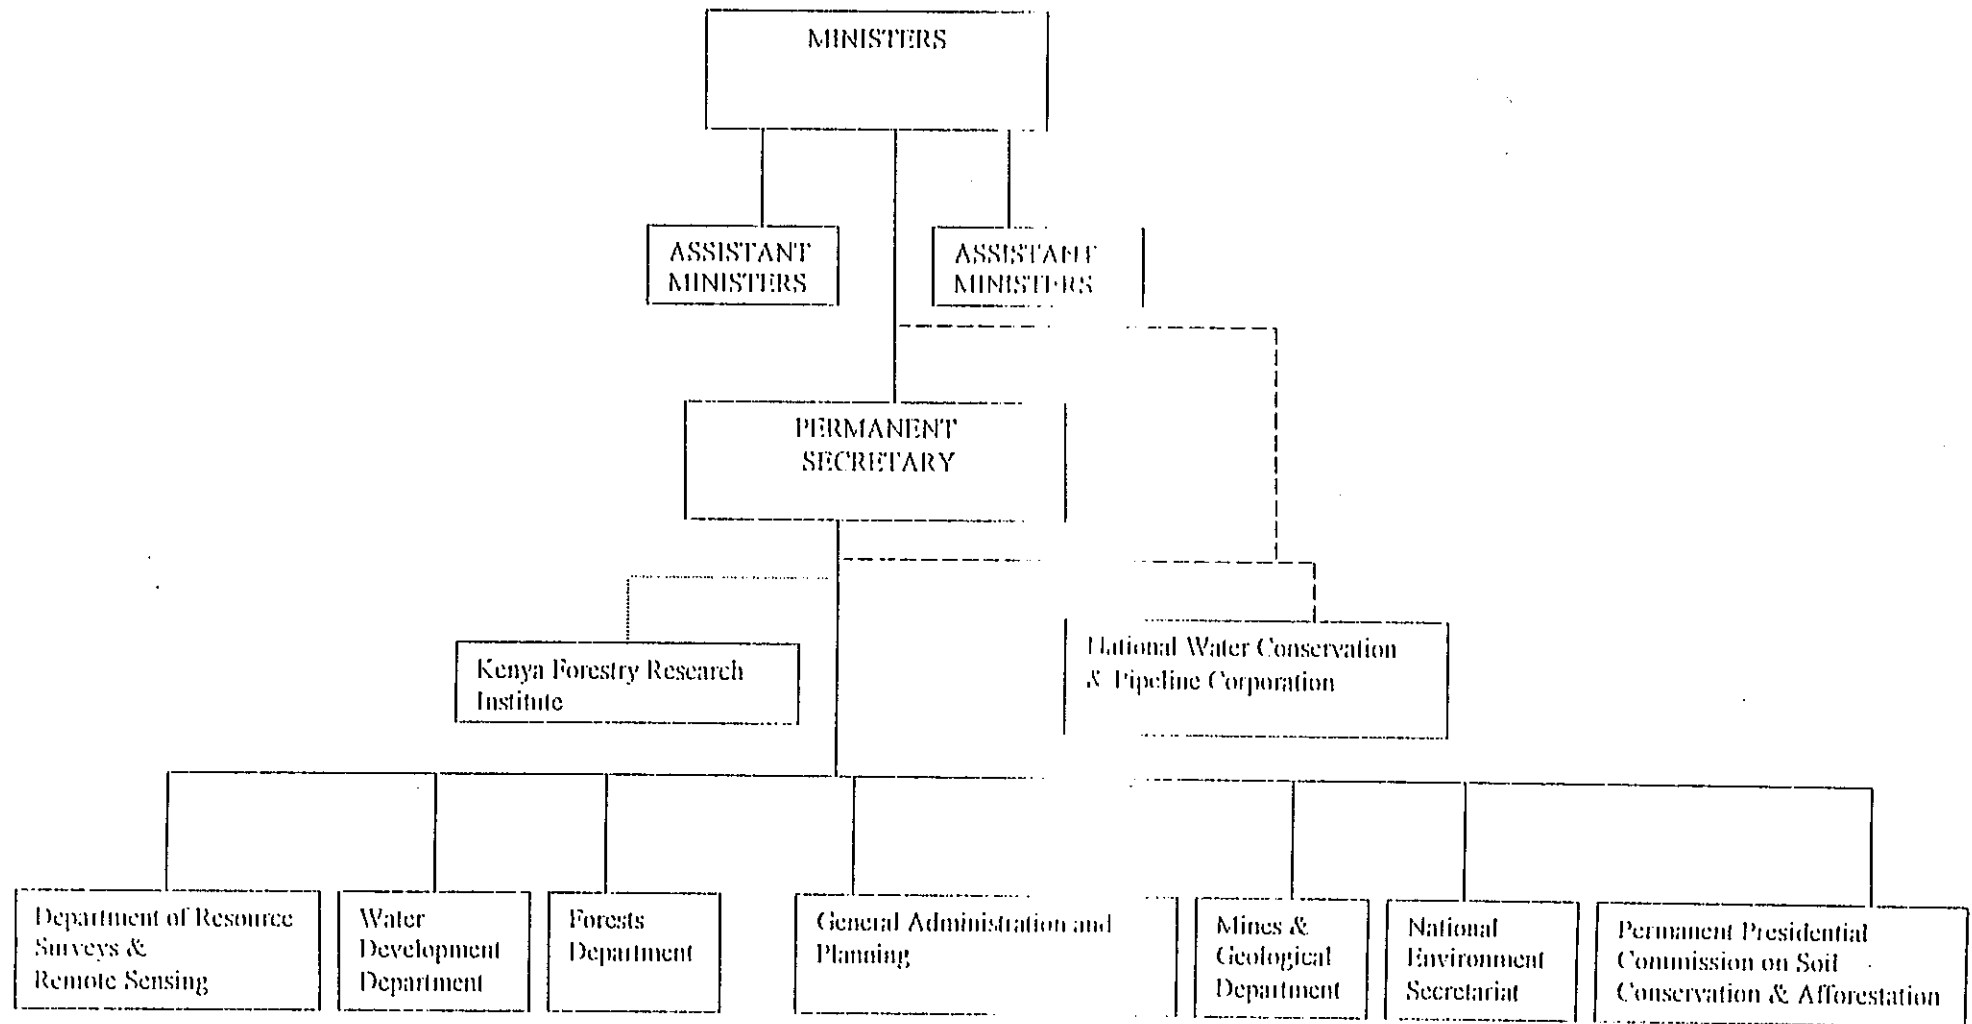 MINISTERS
ASSISTANT
MINISTERS
ASSISTANT
MINISTERS
PERMANENT
SECRETARY
Kenya Forestry Research
Institute
National Water Conservation
& Pipeline Corporation
Department of Resource
Surveys &
Remote Sensing
Water
Development
Department
Forests
Department
General Administration and
Planning
Mines &
Geological
Department
National
Environment
Secretariat
Permanent Presidential
Commission on Soil
Conservation & Afforestation